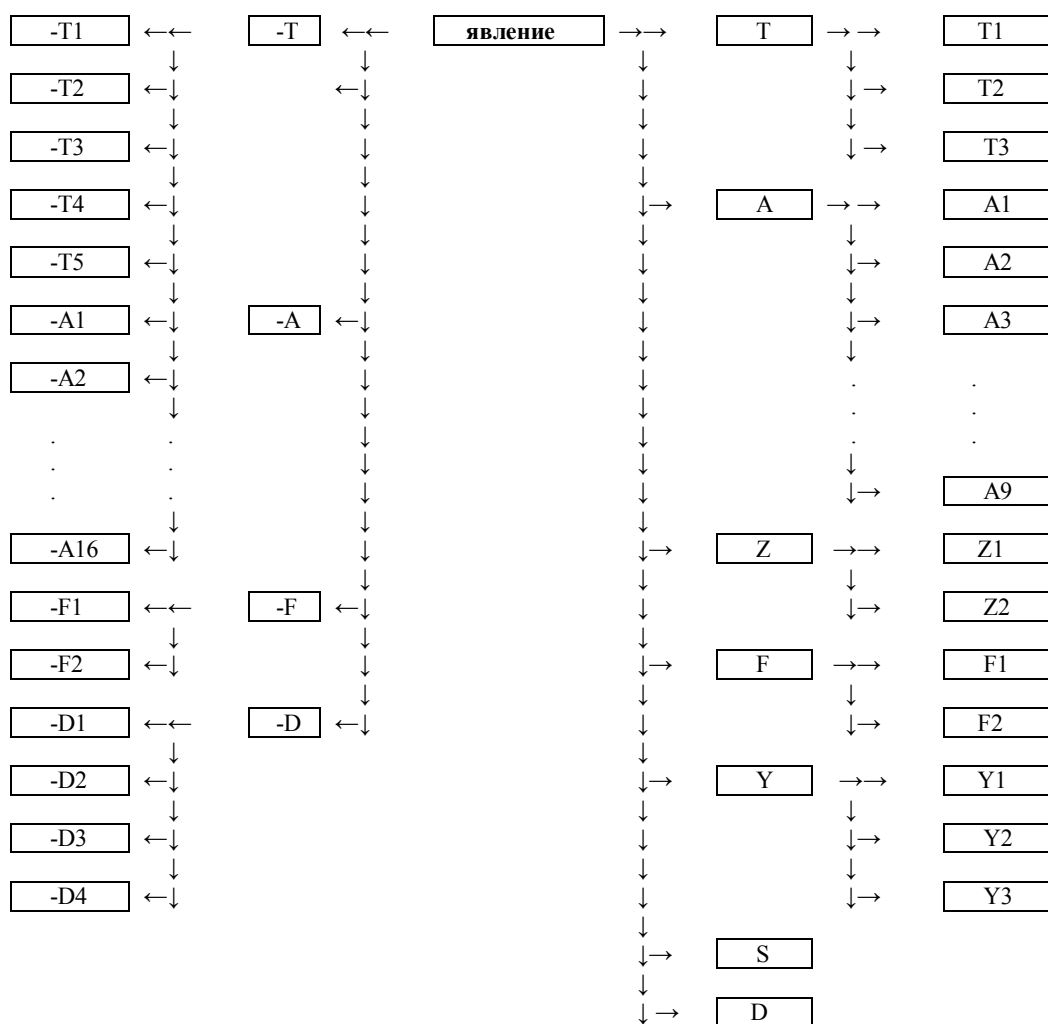 -T1 ←← -T ←← явление →→ T → → T1
↓ ↓ ↓ ↓
-T2 ←↓ ←↓ ↓ ↓→ T2
↓ ↓ ↓ ↓
-T3 ←↓ ↓ ↓ ↓ → T3
↓ ↓ ↓
-T4 ←↓ ↓ ↓→ A → → A1
↓ ↓ ↓ ↓
-T5 ←↓ ↓ ↓ ↓→ A2
↓ ↓ ↓ ↓
-A1 ←↓ -A ←↓ ↓ ↓→ A3
↓ ↓ ↓ ↓
-A2 ←↓ ↓ ↓ . .
↓ ↓ ↓ . .
. . ↓ ↓ . .
. . ↓ ↓ ↓
. . ↓ ↓ ↓→ A9
↓ ↓ ↓
-A16 ←↓ ↓ ↓→ Z →→ Z1
↓ ↓ ↓
-F1 ←← -F ←↓ ↓ ↓→ Z2
↓ ↓ ↓
-F2 ←↓ ↓ ↓→ F →→ F1
↓ ↓ ↓
-D1 ←← -D ←↓ ↓ ↓→ F2
↓ ↓
-D2 ←↓ ↓→ Y →→ Y1
↓ ↓ ↓
-D3 ←↓ ↓ ↓→ Y2
↓ ↓ ↓
-D4 ←↓ ↓ ↓→ Y3
↓
↓→ S
↓
↓ → D